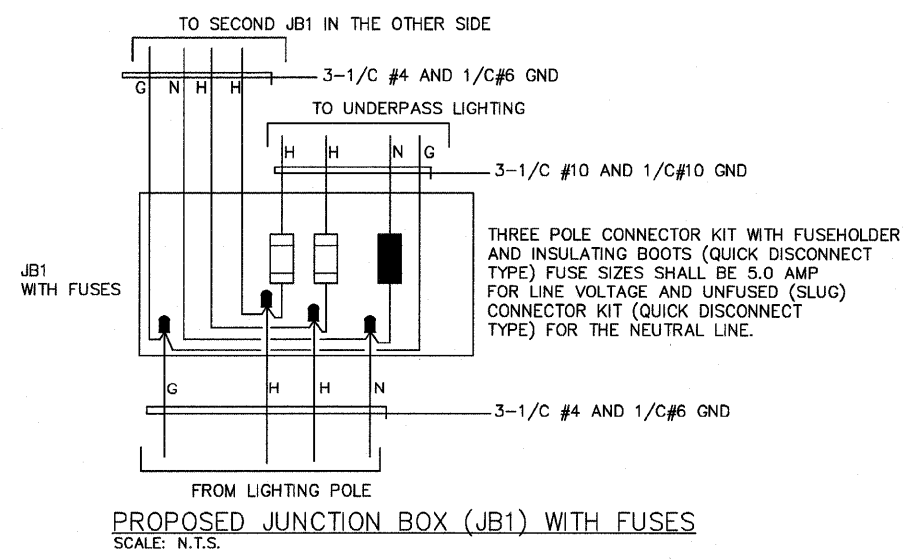 TO SECOND JB1 IN THE OTHER SIDE
3-1/C #4 AND 1/C#6 GND
G N H H
TO UNDERPASS LIGHTING
H H N G
3-1/C #10 AND 1/C#10 GND
THREE POLE CONNECTOR KIT WITH FUSEHOLDER
AND INSULATING BOOTS (QUICK DISCONNECT
TYPE) FUSE SIZES SHALL BE 5.0 AMP
FOR LINE VOLTAGE AND UNFUSED (SLUG)
CONNECTOR KIT (QUICK DISCONNECT
TYPE) FOR THE NEUTRAL LINE.
JB1
WITH FUSES
G H H N
3-1/C #4 AND 1/C#6 GND
FROM LIGHTING POLE
PROPOSED JUNCTION BOX (JB1) WITH FUSES
SCALE: N.T.S.